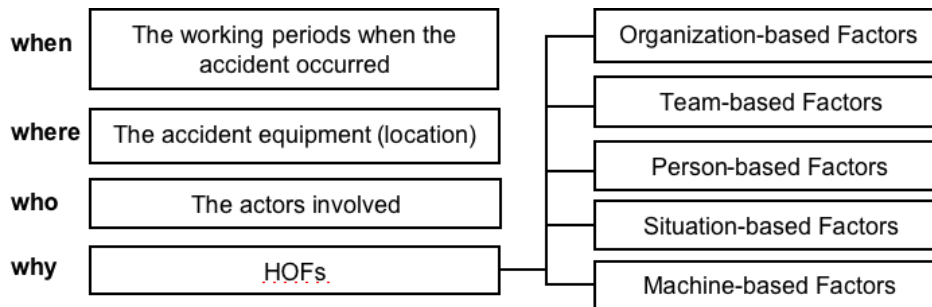 when
The working periods when the
accident occurred
where
The accident equipment (location)
who
The actors involved
why
HOFs
Organization-based Factors
Team-based Factors
Person-based Factors
Situation-based Factors
Machine-based Factors